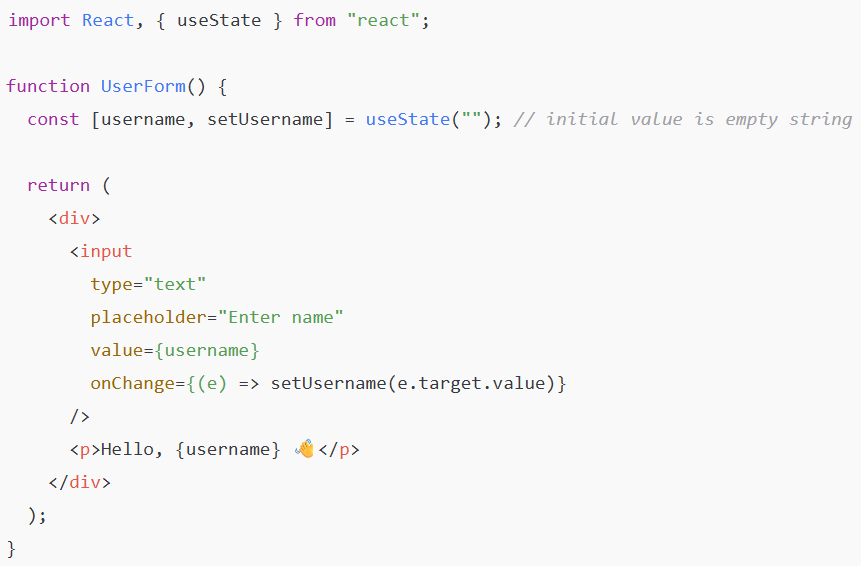 import React, { useState } from "react";
function UserForm() {
const [username, setUsername] = useState(""); // initial value is empty string
return (
<div>
<input
type="text"
placeholder="Enter name"
value={username}
onChange={(e) => setUsername(e.target.value)}
/>
<p>Hello, {username} 👋</p>
</div>
);
}